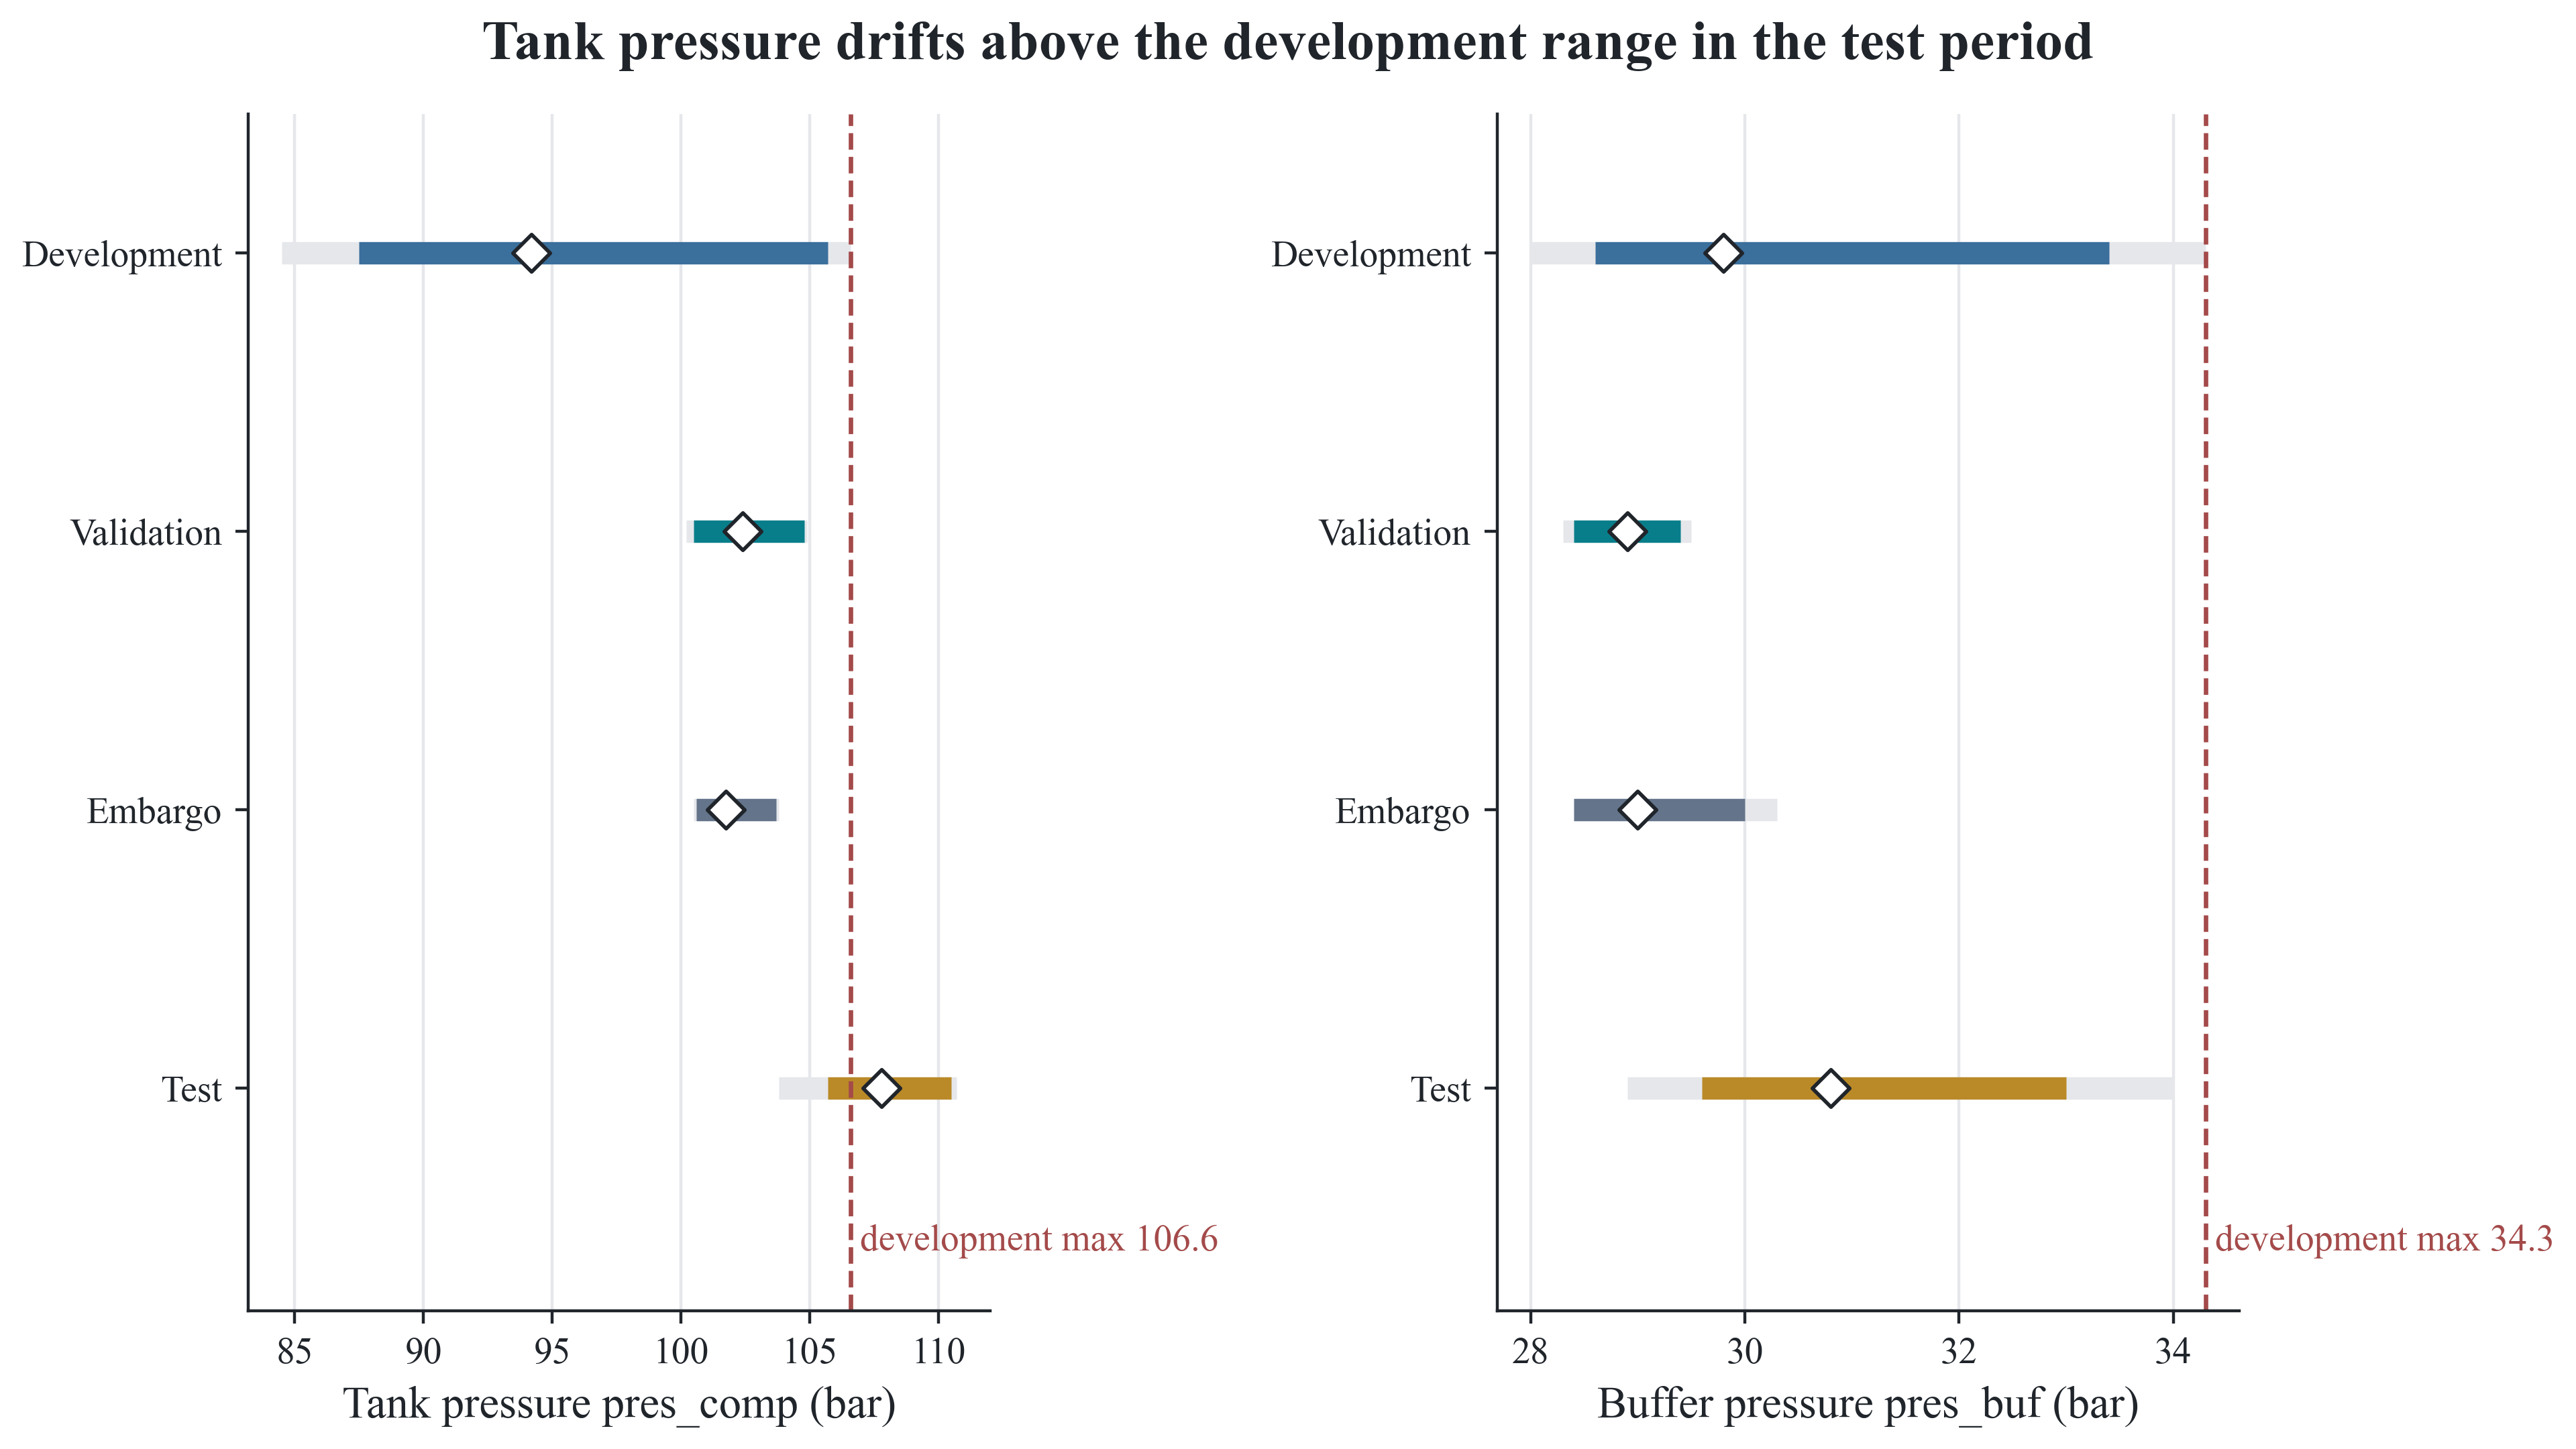 Tank pressure drifts above the development range in the test period
Development
Validation
Embargo
Test
development max 106.6
85 90 95 100 105 110
Tank pressure pres_comp (bar)
Development
Validation
Embargo
Test
development max 34.3
28 30 32 34
Buffer pressure pres_buf (bar)